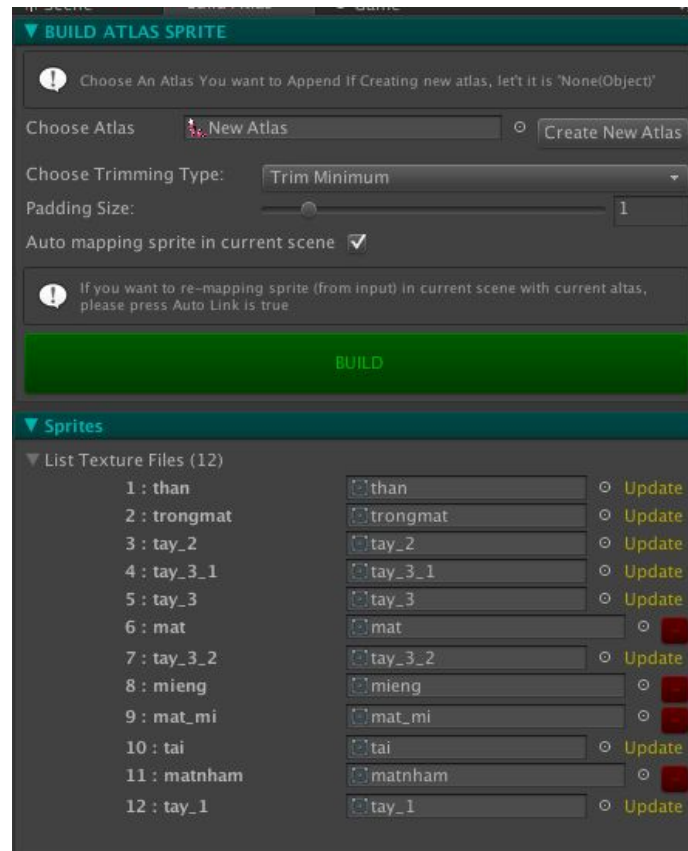 BUILD ATLAS SPRITE
Choose An Atlas You want to Append If Creating new atlas, let't it is 'None(Object)'
Choose Atlas New Atlas Create New Atlas
Choose Trimming Type: Trim Minimum
Padding Size: 1
Auto mapping sprite in current scene
If you want to re-mapping sprite (from input) in current scene with current altas,
please press Auto Link is true
BUILD
Sprites
List Texture Files (12)
1 : than than Update
2 : trongmat trongmat Update
3 : tay_2 tay_2 Update
4 : tay_3_1 tay_3_1 Update
5 : tay_3 tay_3 Update
6 : mat mat
7 : tay_3_2 tay_3_2 Update
8 : mieng mieng
9 : mat_mi mat_mi
10 : tai tai Update
11 : matnham matnham
12 : tay_1 tay_1 Update